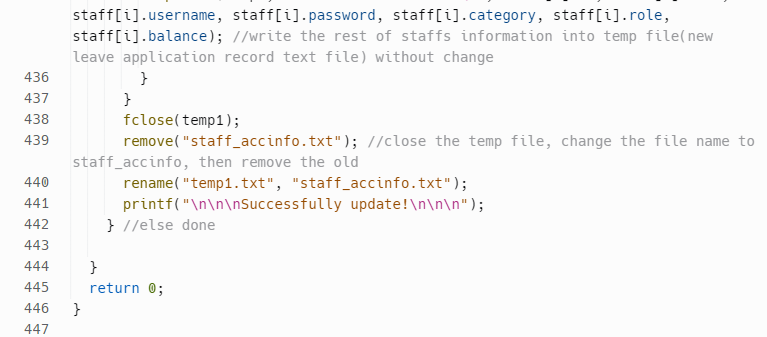 staff[i].username, staff[i].password, staff[i].category, staff[i].role,
staff[i].balance); //write the rest of staffs information into temp file(new
leave application record text file) without change
436 }
437 }
438 fclose(temp1);
439 remove("staff_accinfo.txt"); //close the temp file, change the file name to
staff_accinfo, then remove the old
440 rename("temp1.txt", "staff_accinfo.txt");
441 printf("\n\n\nSuccessfully update!\n\n\n");
442 } //else done
443
444 }
445 return 0;
446 }
447